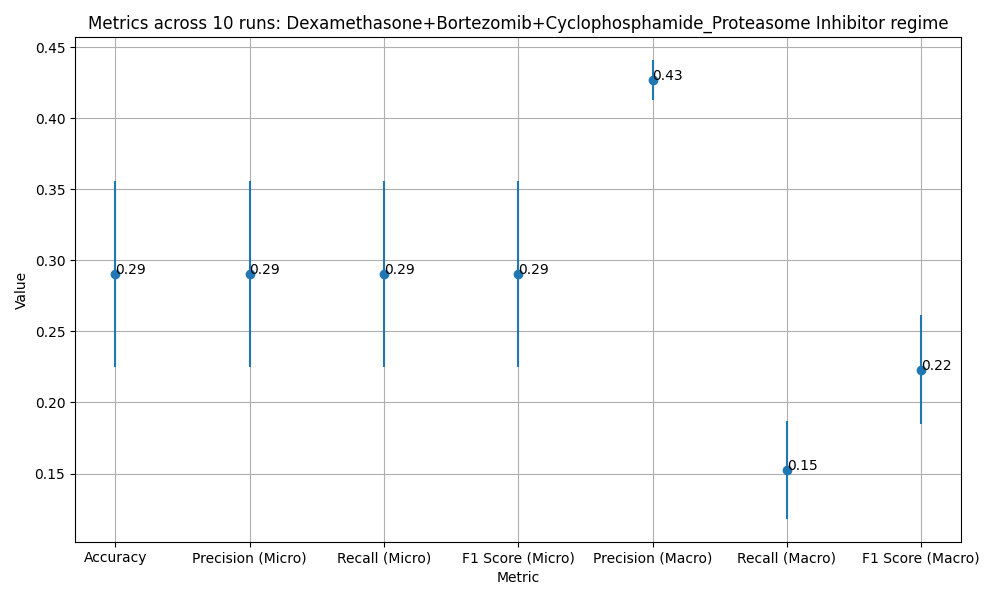 Metrics across 10 runs: Dexamethasone+Bortezomib+Cyclophosphamide_Proteasome Inhibitor regime
0.45
0.40
0.35
0.30
0.25
0.20
0.15
Value
0.29
0.29
0.29
0.29
0.43
0.15
0.22
Accuracy
Precision (Micro)
Recall (Micro)
F1 Score (Micro)
Precision (Macro)
Recall (Macro)
F1 Score (Macro)
Metric